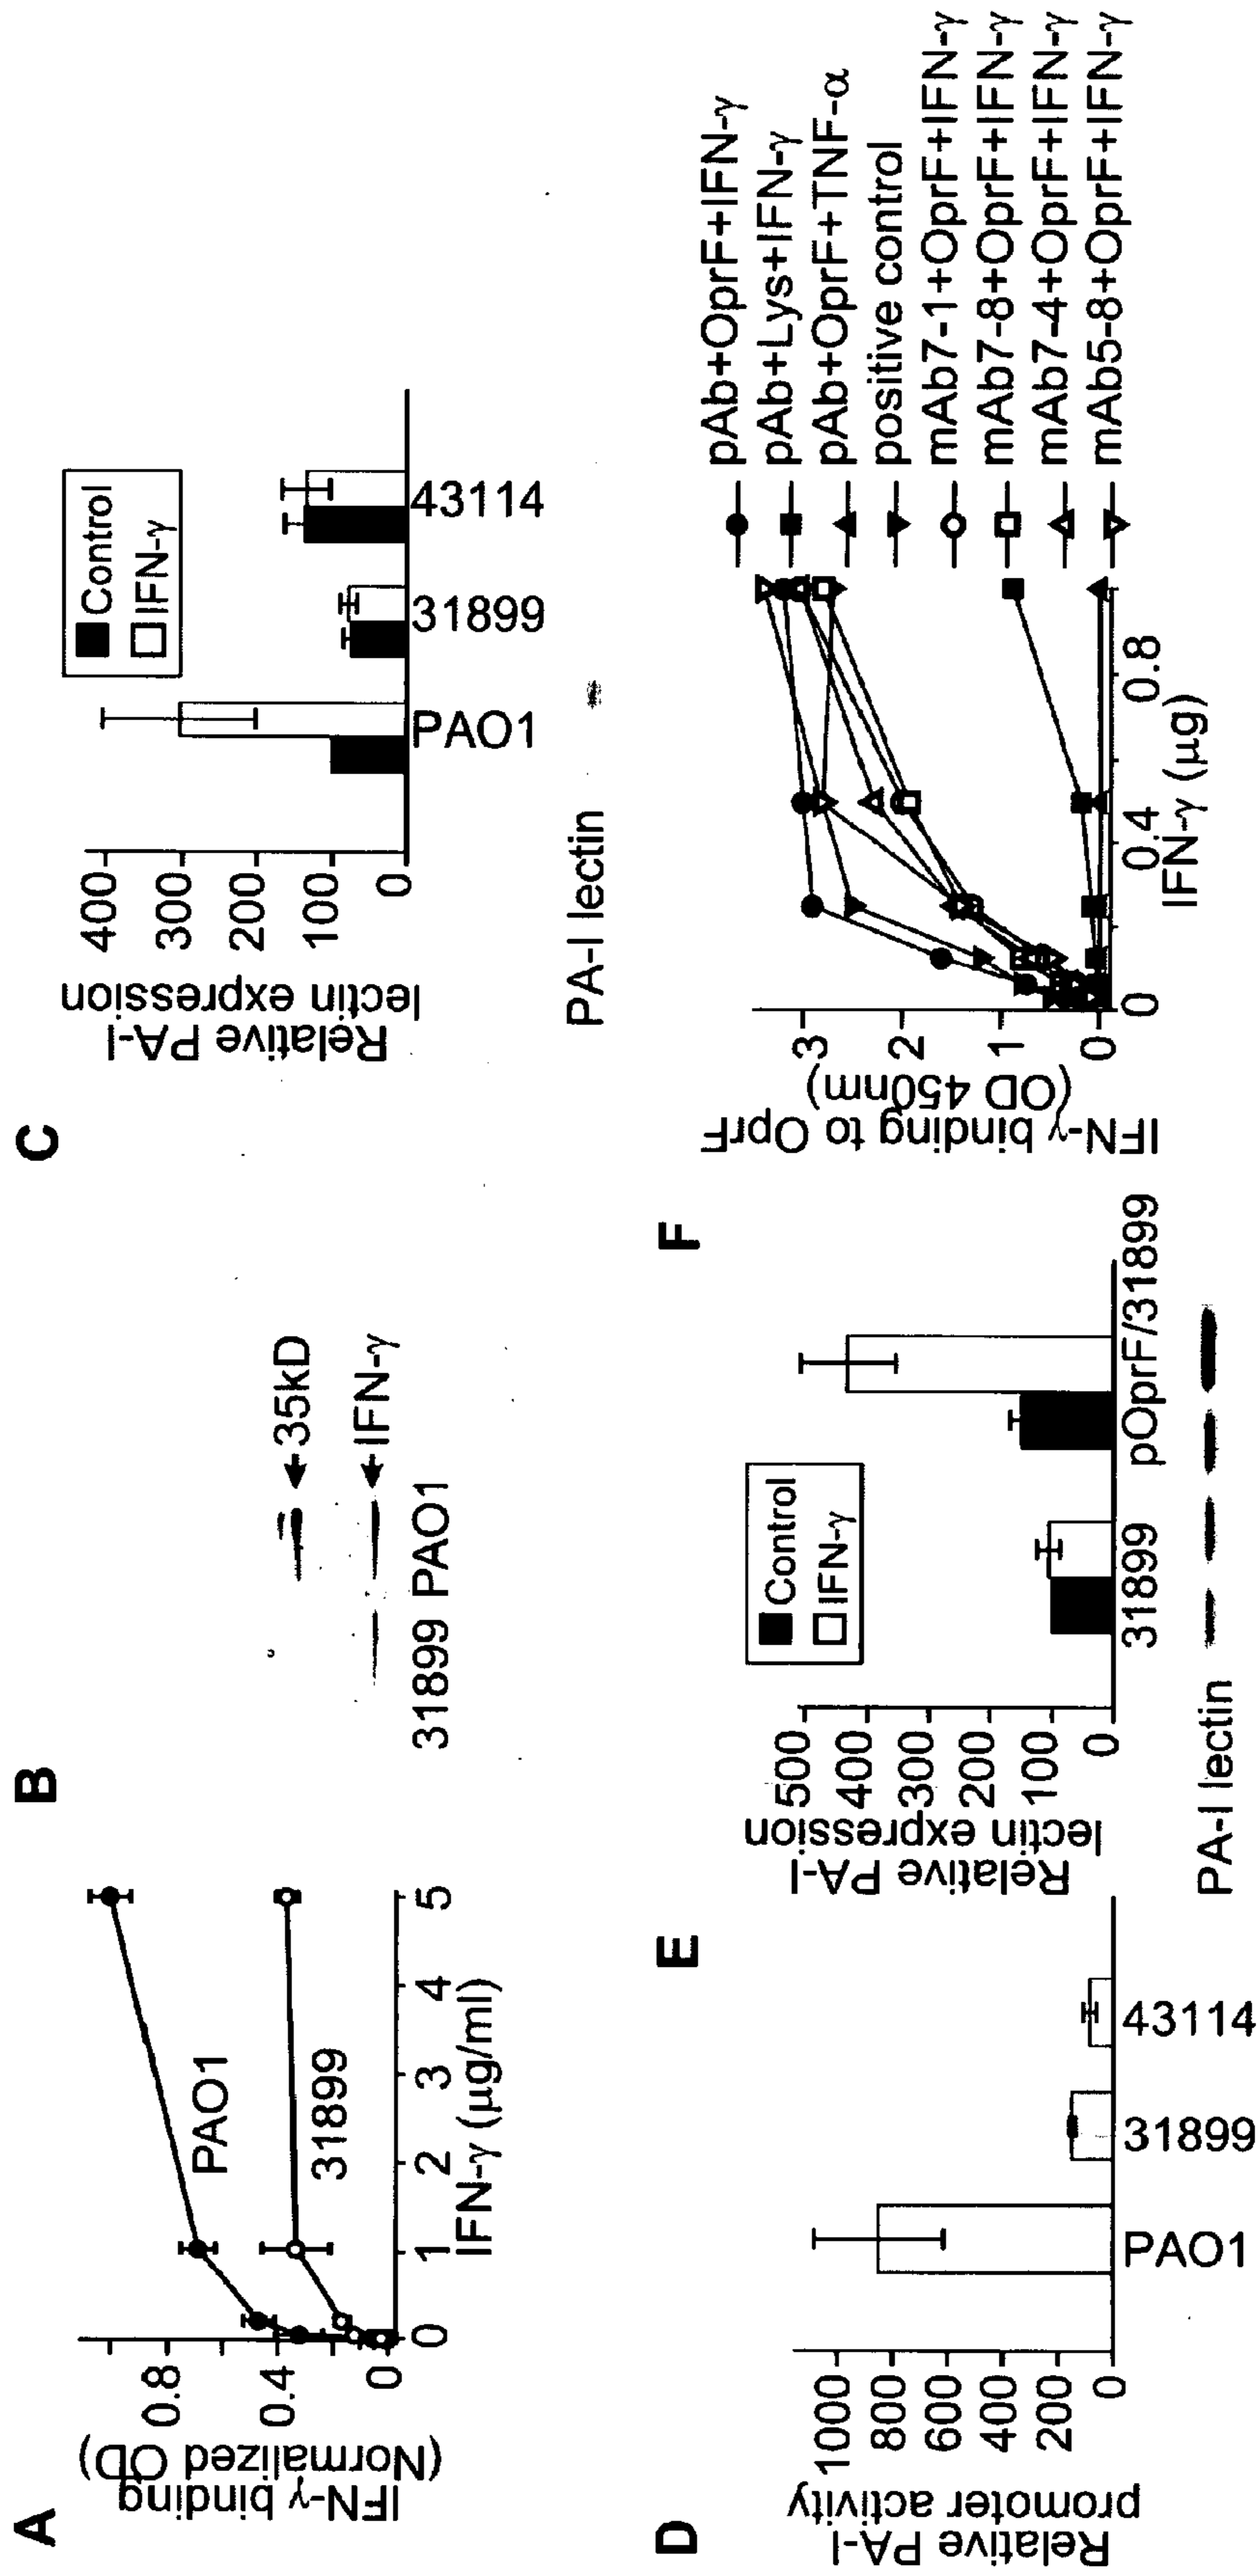 A
IFN-γ binding
(Normalized OD)
0.8
0.4
0
PAO1
31899
0
1
2
3
4
5
IFN-γ (μg/ml)
B
35kD
IFN-γ
31899 PAO1
C
Relative PA-I
lectin expression
400
300
200
100
0
Control
IFN-γ
PAO1
31899
43114
PA-I lectin
D
Relative PA-I
promoter activity
1000
800
600
400
200
0
PAO1
31899
43114
E
Relative PA-I
lectin expression
500
400
300
200
100
0
Control
IFN-γ
31899
pOprF/31899
PA-I lectin
F
IFN-γ binding to OprF
(OD 450nm)
3
2
1
0
0
0.4
0.8
IFN-γ (μg)
pAb+OprF+IFN-γ
pAb+Lys+IFN-γ
pAb+OprF+TNF-α
positive control
mAb7-1+OprF+IFN-γ
mAb7-8+OprF+IFN-γ
mAb7-4+OprF+IFN-γ
mAb5-8+OprF+IFN-γ